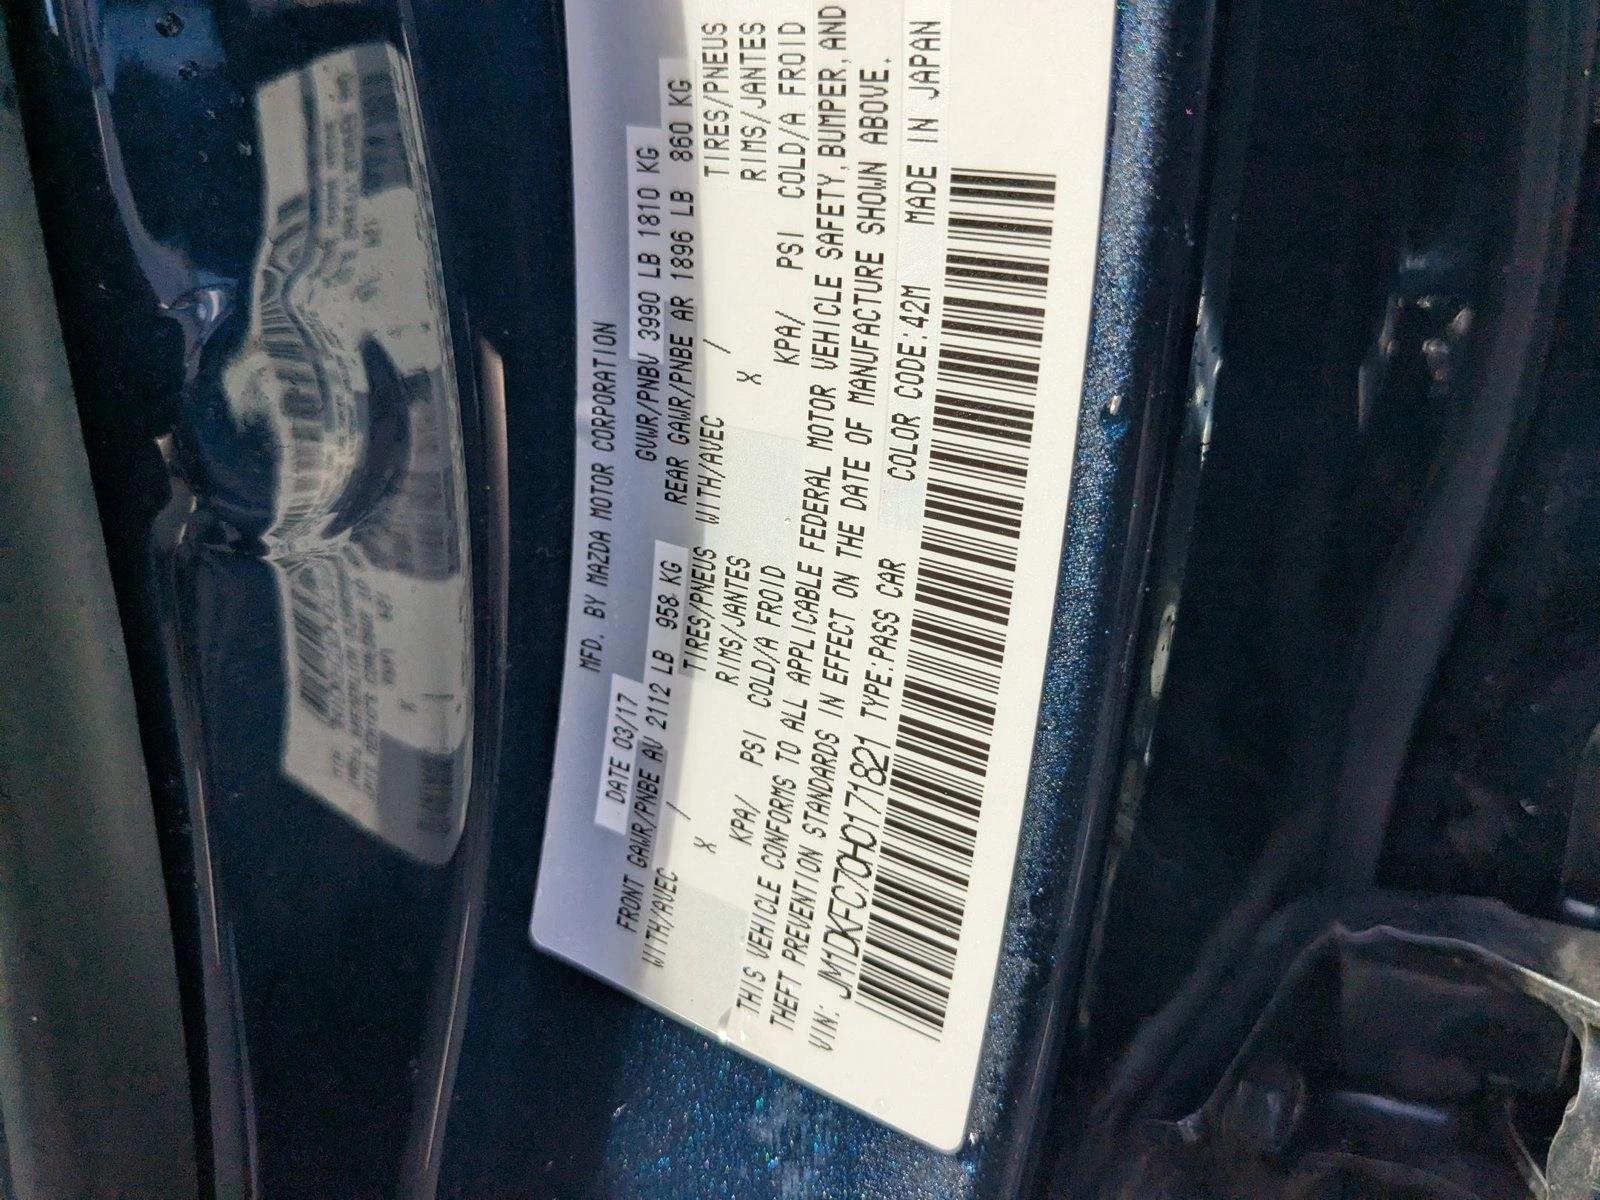 MFD. BY MAZDA MOTOR CORPORATION
DATE 03/17 GVWR/PNBV 3990 LB 1810 KG
FRONT GAWR/PNBE AV 2112 LB 958 KG REAR GAWR/PNBE AR 1896 LB 860 KG
WITH/AVEC / TIRES/PNEUS WITH/AVEC / TIRES/PNEUS
X RIMS/JANTES X RIMS/JANTES
KPA/ PSI COLD/A FROID KPA/ PSI COLD/A FROID
THIS VEHICLE CONFORMS TO ALL APPLICABLE FEDERAL MOTOR VEHICLE SAFETY, BUMPER, AND
THEFT PREVENTION STANDARDS IN EFFECT ON THE DATE OF MANUFACTURE SHOWN ABOVE.
VIN: JM1DKFC70H0171821 TYPE:PASS CAR COLOR CODE:42M MADE IN JAPAN